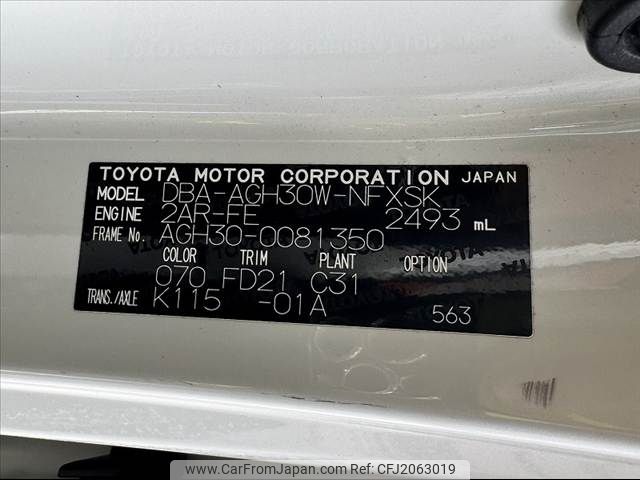 TOYOTA MOTOR CORPORATION JAPAN
MODEL DBA-AGH30W-NFXSK
ENGINE 2AR-FE 2493 mL
FRAME No. AGH30-0081350
COLOR TRIM PLANT OPTION
070 FD21 C31
TRANS./AXLE K115 -01A 563
www.CarFromJapan.com | Ref No. CFJ2063019